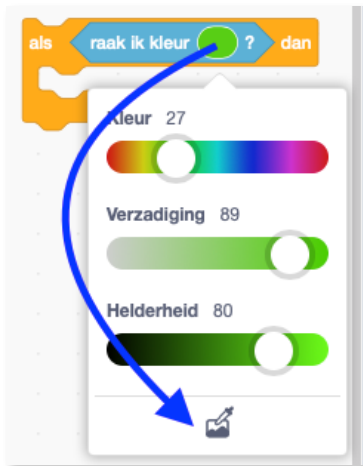 als raak ik kleur ? dan
Kleur 27
Verzadiging 89
Helderheid 80